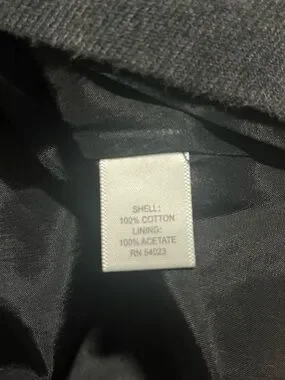 SHELL:
100% COTTON
LINING:
100% ACETATE
RN 54023